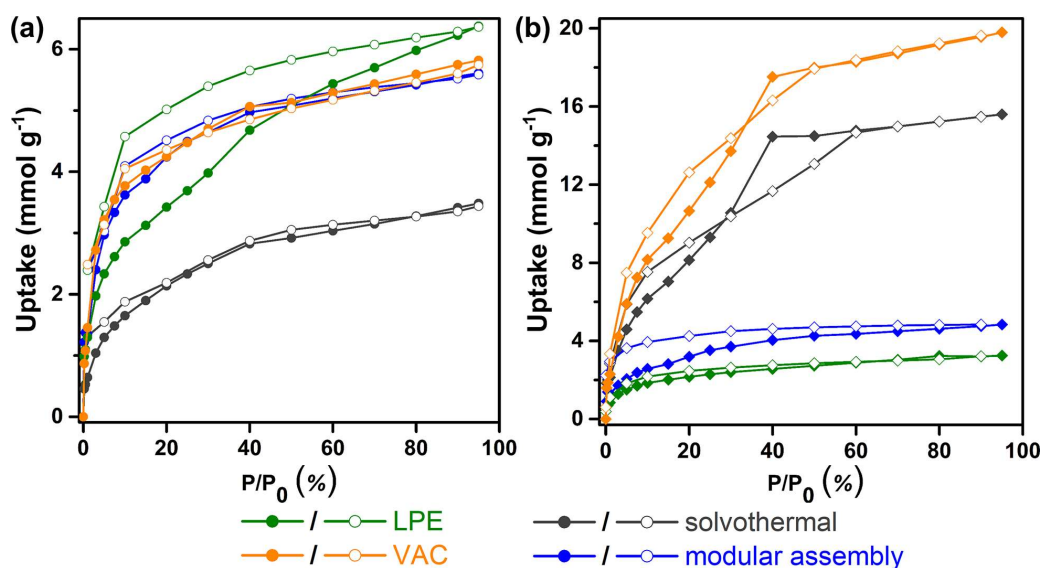 (a)
Uptake (mmol g⁻¹)
6
4
2
0
0 20 40 60 80 100
P/P₀ (%)
(b)
Uptake (mmol g⁻¹)
20
16
12
8
4
0
0 20 40 60 80 100
P/P₀ (%)
/ LPE
/ solvothermal
/ VAC
/ modular assembly